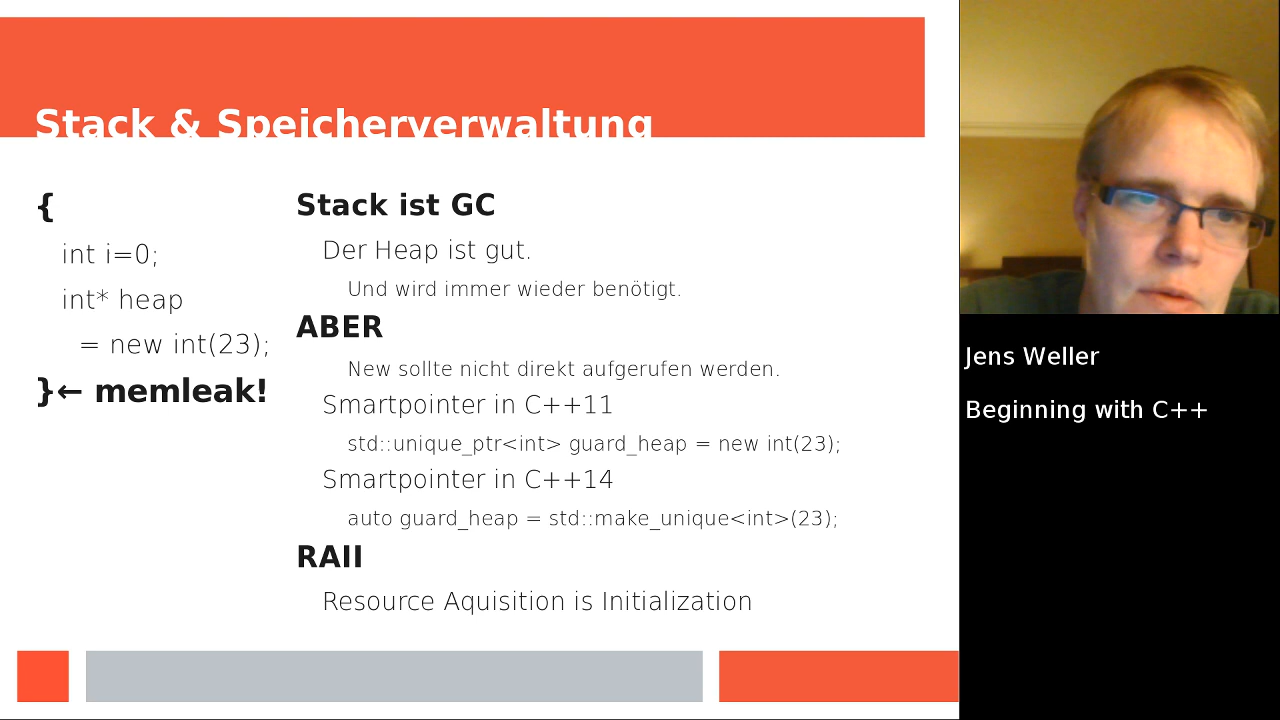 Stack & Speicherverwaltung
{
int i=0;
int* heap
= new int(23);
}← memleak!
Stack ist GC
Der Heap ist gut.
Und wird immer wieder benötigt.
ABER
New sollte nicht direkt aufgerufen werden.
Smartpointer in C++11
std::unique_ptr<int> guard_heap = new int(23);
Smartpointer in C++14
auto guard_heap = std::make_unique<int>(23);
RAII
Resource Aquisition is Initialization
Jens Weller
Beginning with C++